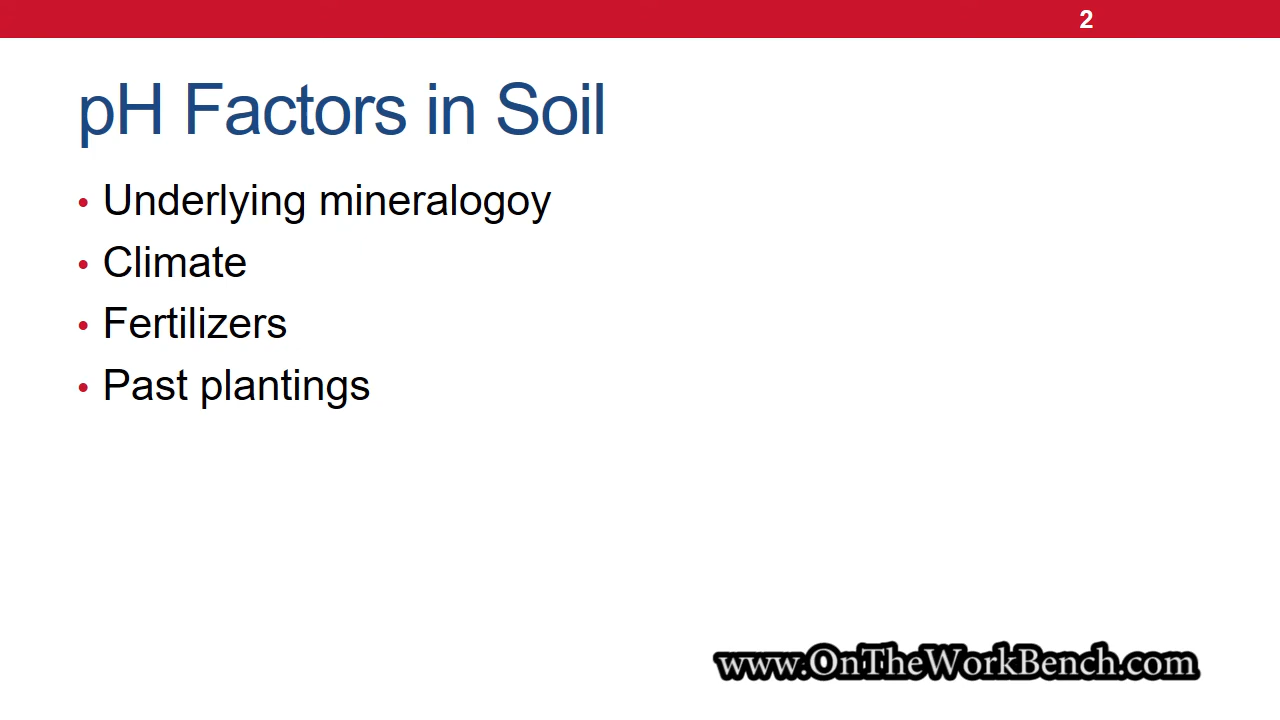 2
pH Factors in Soil
• Underlying mineralogoy
• Climate
• Fertilizers
• Past plantings
www.OnTheWorkBench.com